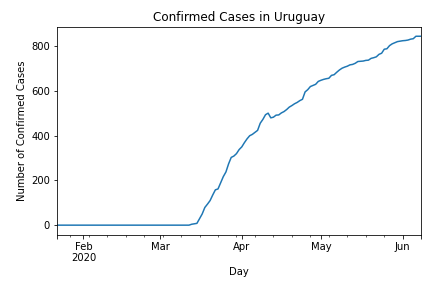 Confirmed Cases in Uruguay
Number of Confirmed Cases
800
600
400
200
0
Feb Mar Apr May Jun
2020
Day